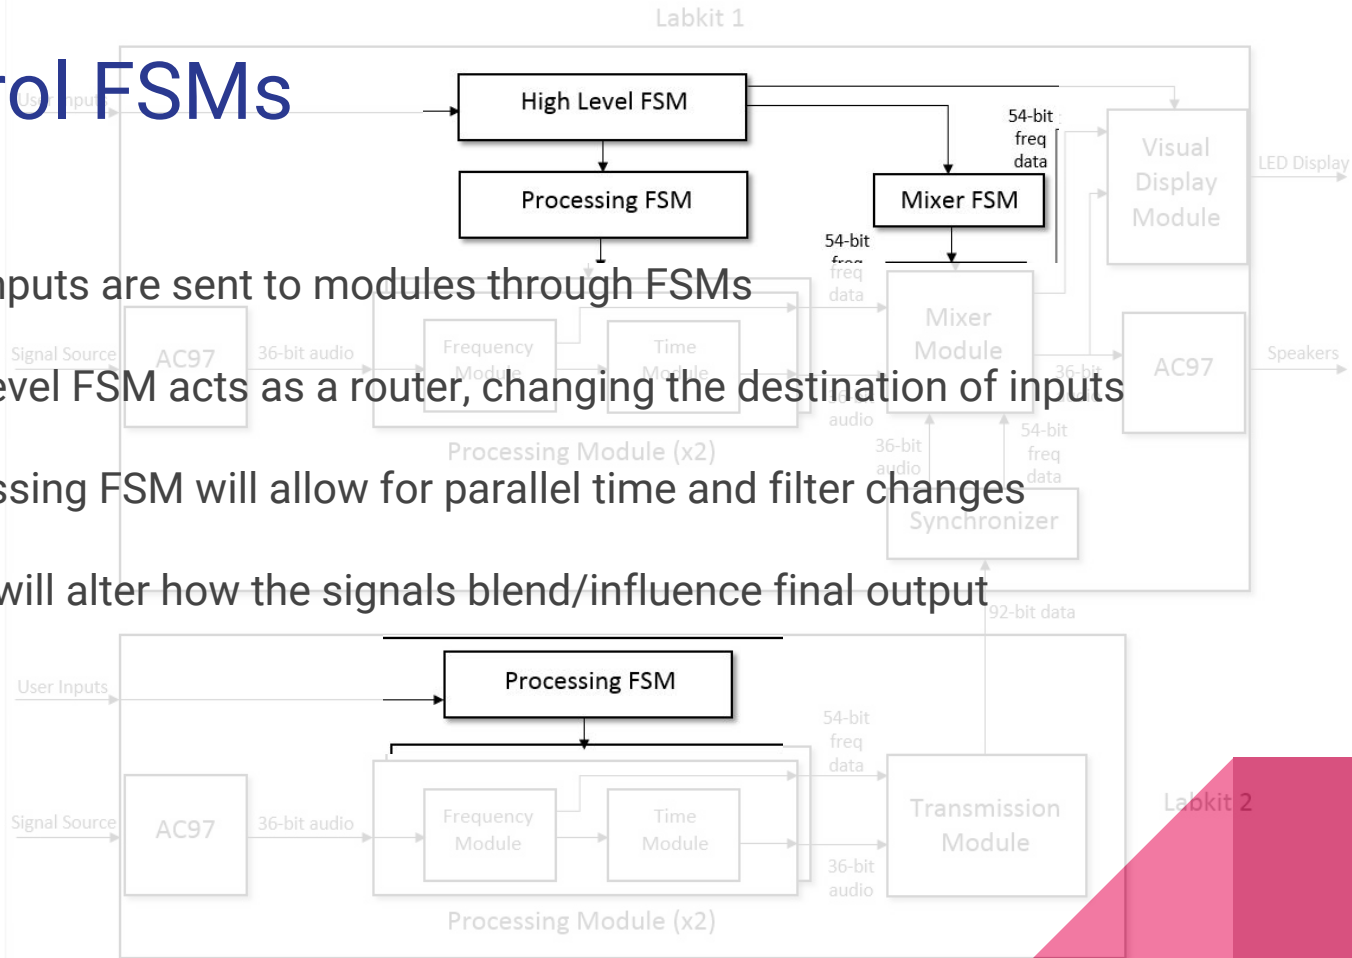 Labkit 1
rol FSMs
User Inputs
High Level FSM
54-bit
freq
data
Visual
Display
Module
LED Display
Processing FSM
Mixer FSM
54-bit
freq
data
nputs are sent to modules through FSMs
Mixer
Module
Signal Source
AC97
36-bit audio
Frequency
Module
Time
Module
36-bit
audio
36-bit
AC97
Speakers
evel FSM acts as a router, changing the destination of inputs
Processing Module (x2)
36-bit
audio
54-bit
freq
data
ssing FSM will allow for parallel time and filter changes
Synchronizer
will alter how the signals blend/influence final output
92-bit data
User Inputs
Processing FSM
54-bit
freq
data
Signal Source
AC97
36-bit audio
Frequency
Module
Time
Module
Transmission
Module
Labkit 2
36-bit
audio
Processing Module (x2)